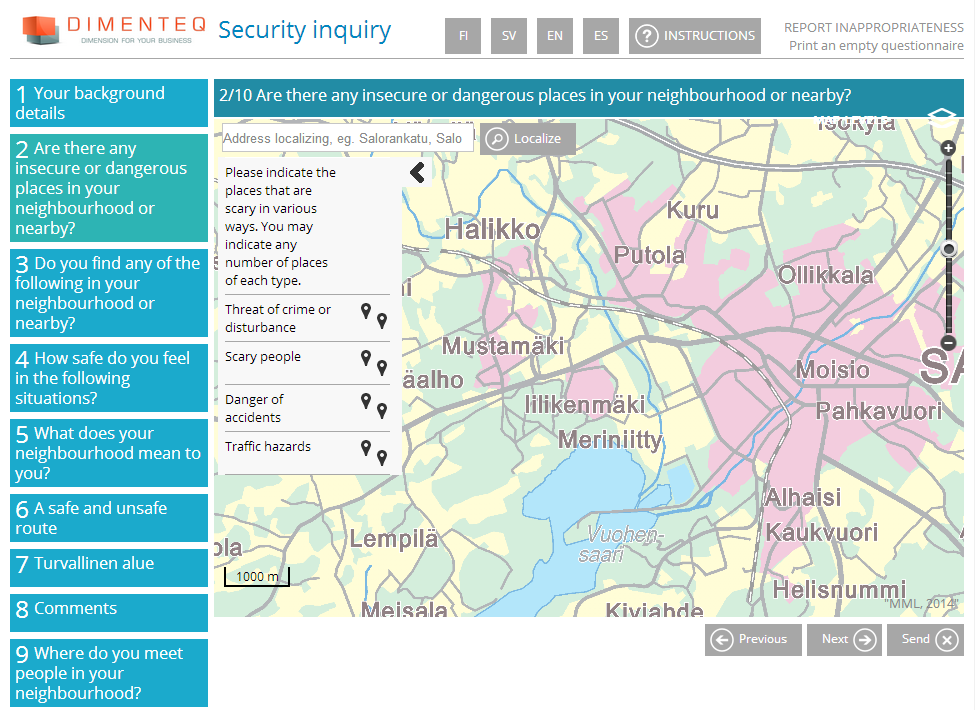 DIMENTEQ
DIMENSION FOR YOUR BUSINESS
Security inquiry
FI
SV
EN
ES
? INSTRUCTIONS
REPORT INAPPROPRIATENESS
Print an empty questionnaire
1 Your background
details
2 Are there any
insecure or dangerous
places in your
neighbourhood or
nearby?
3 Do you find any of the
following in your
neighbourhood or
nearby?
4 How safe do you feel
in the following
situations?
5 What does your
neighbourhood mean to
you?
6 A safe and unsafe
route
7 Turvallinen alue
8 Comments
9 Where do you meet
people in your
neighbourhood?
2/10 Are there any insecure or dangerous places in your neighbourhood or nearby?
Address localizing, eg. Salorankatu, Salo
Localize
Please indicate the
places that are
scary in various
ways. You may
indicate any
number of places
of each type.
Threat of crime or
disturbance
Scary people
Danger of
accidents
Traffic hazards
Isokylä
Kuru
Halikko
Putola
Ollikkala
Mustamäki
Moisio
SA
äalho
Iilikenmäki
Pahkavuori
Meriniitty
Alhaisi
Vuohen-
saari
Kaukvuori
Lempilä
ola
1000 m
Helisnummi
"MML, 2014"
Meisala
Kiviahde
Previous
Next
Send